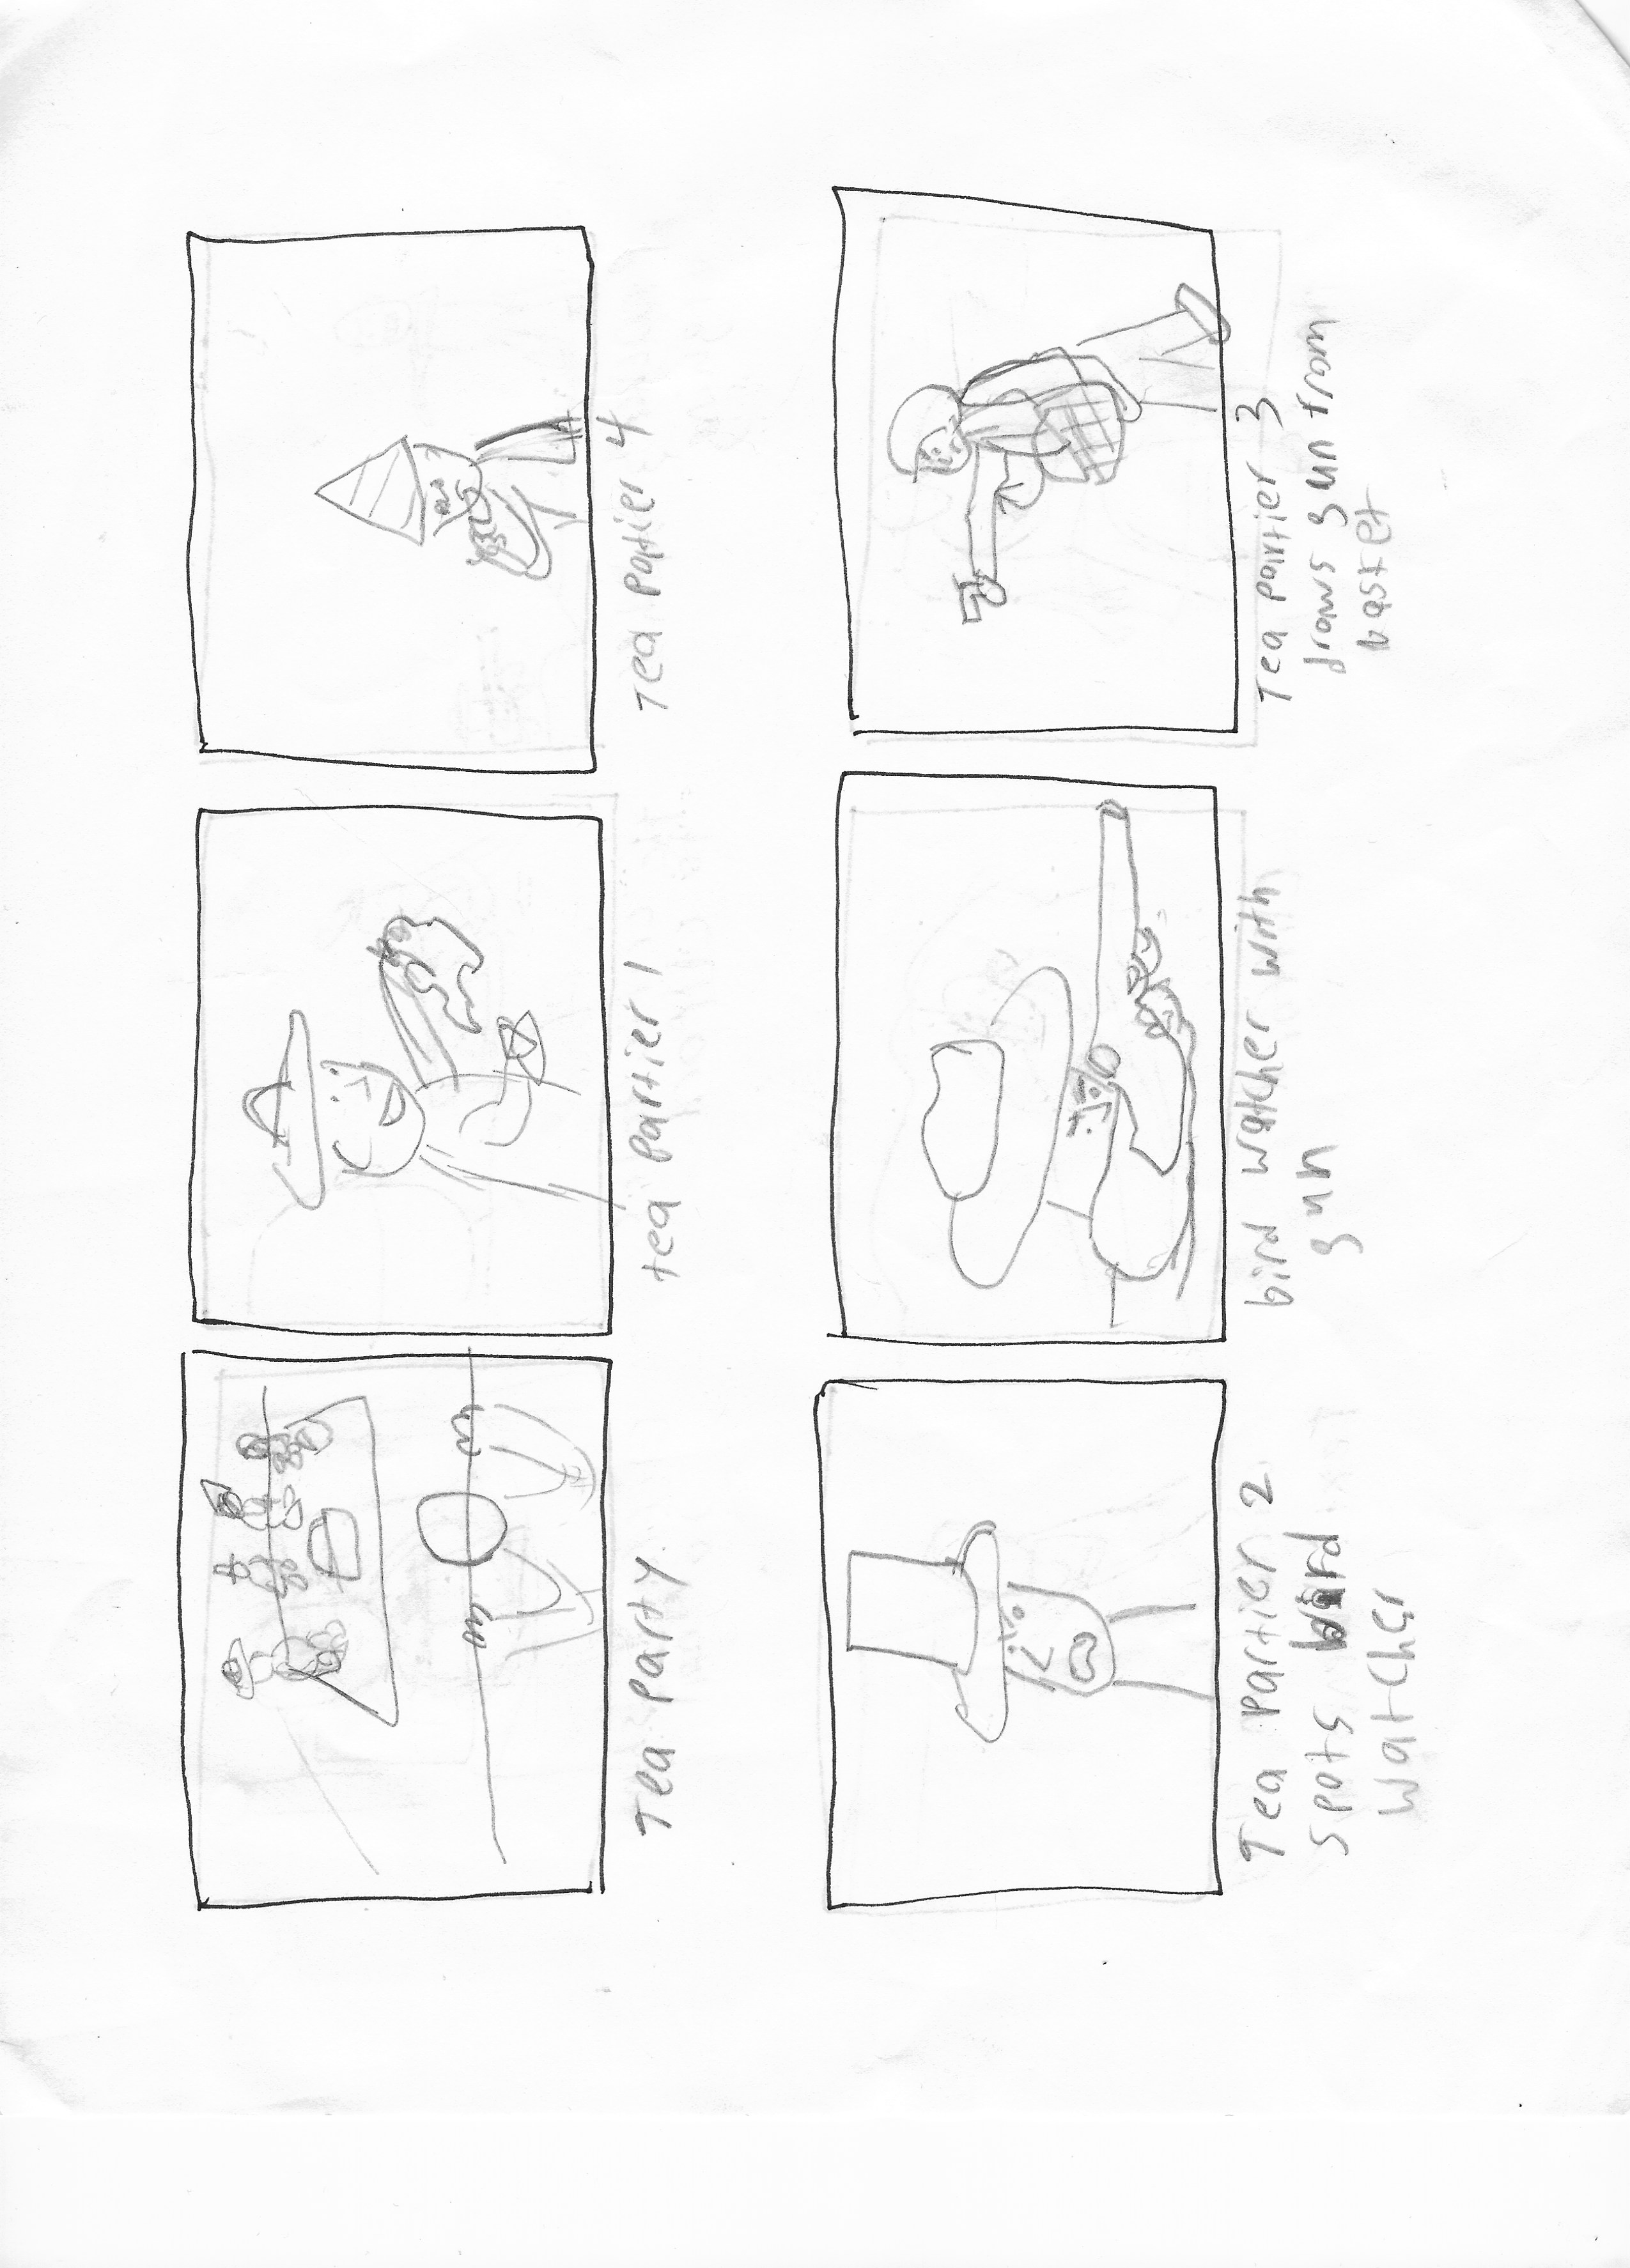 Tea Party
tea partier 1
Tea partier 4
Tea partier 2
spots bird
watcher
bird watcher with
gun
Tea partier 3
draws gun from
basket